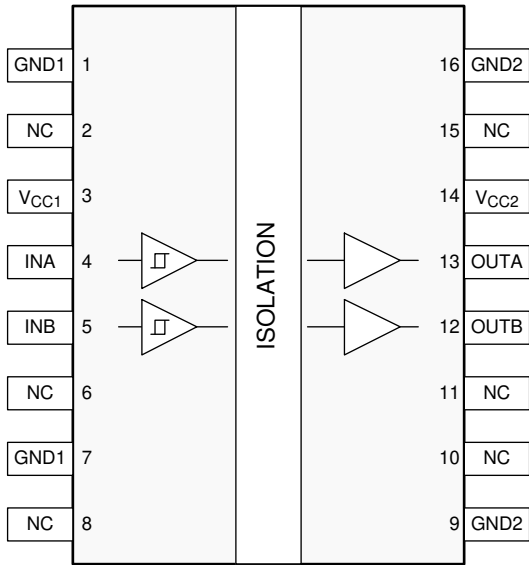 GND1 1 16 GND2
NC 2 15 NC
VCC1 3 14 VCC2
INA 4 13 OUTA
INB 5 12 OUTB
NC 6 11 NC
GND1 7 10 NC
NC 8 9 GND2
ISOLATION